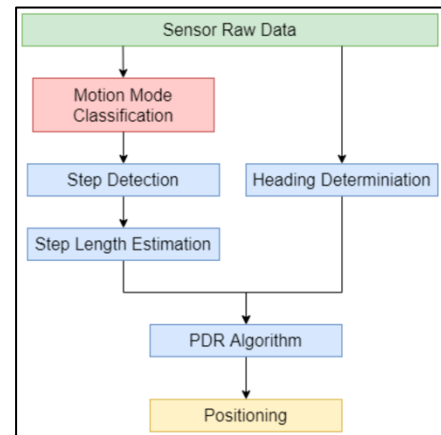 Sensor Raw Data
Motion Mode
Classification
Step Detection
Heading Determiniation
Step Length Estimation
PDR Algorithm
Positioning